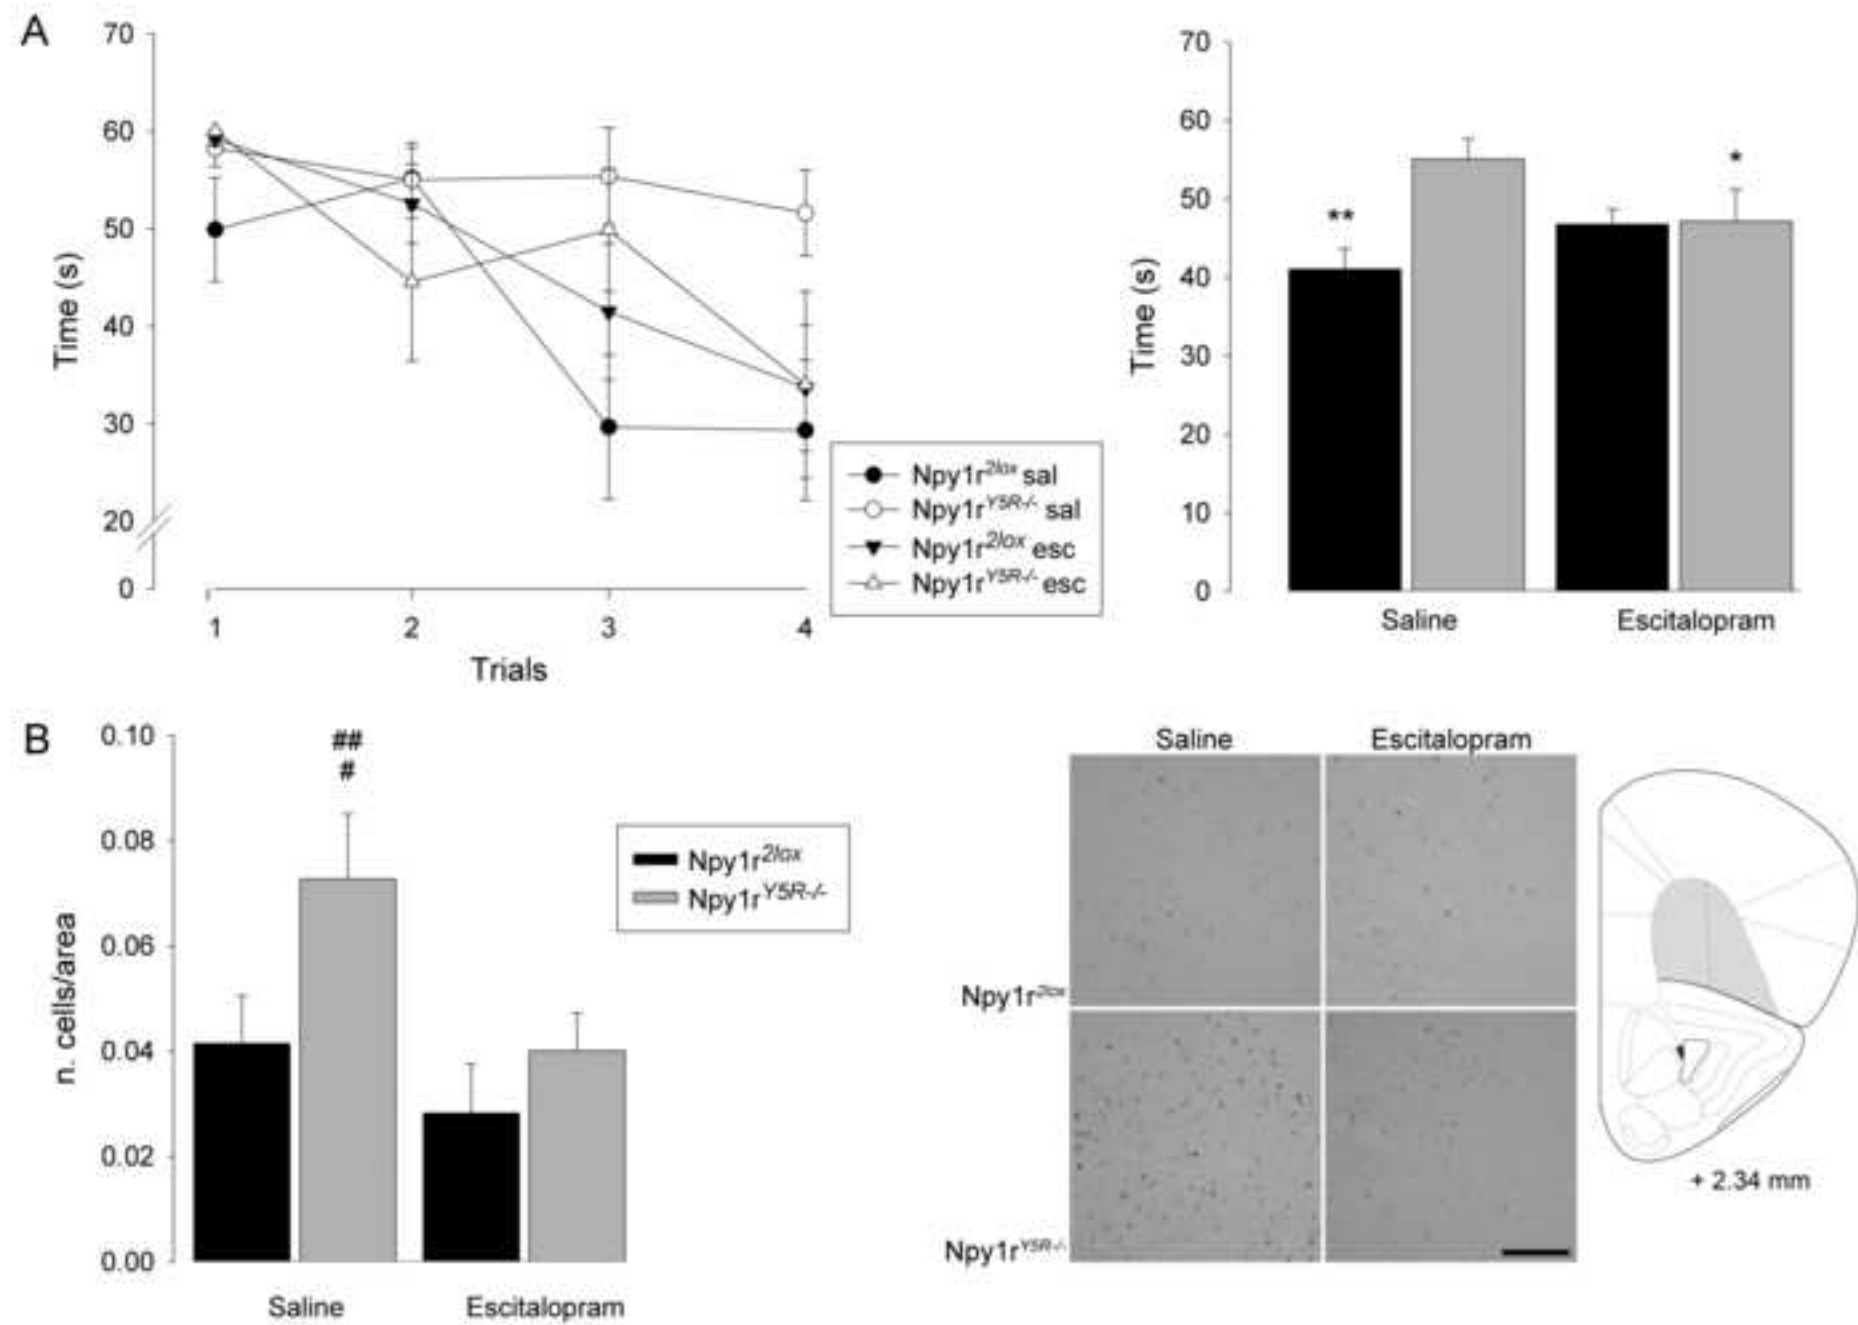 A
70
60
50
40
30
20
0
Time (s)
1 2 3 4
Trials
Npy1r2lox sal
Npy1rY5R-/- sal
Npy1r2lox esc
Npy1rY5R-/- esc
70
60
50
40
30
20
10
0
Time (s)
**
*
Saline Escitalopram
B
0.10
0.08
0.06
0.04
0.02
0.00
n. cells/area
##
#
Saline Escitalopram
Npy1r2lox
Npy1rY5R-/-
Saline Escitalopram
Npy1r2lox
Npy1rY5R-/-
+ 2.34 mm